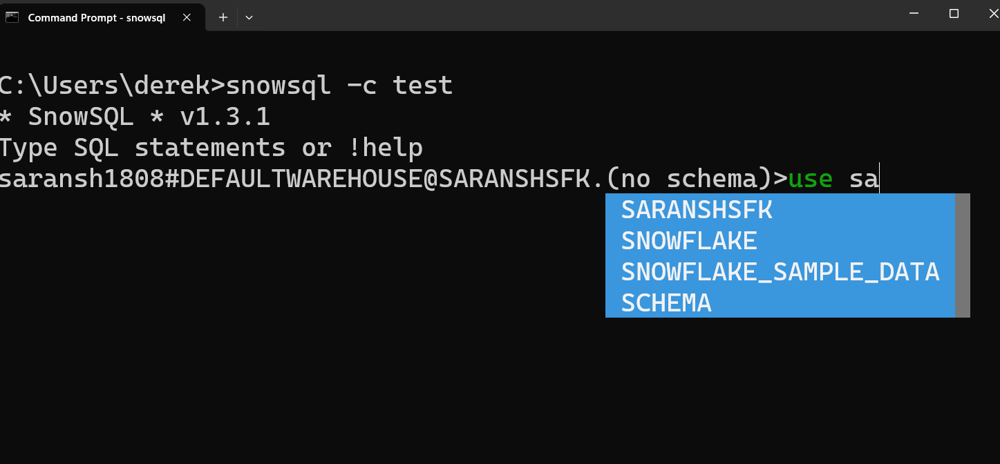 Command Prompt - snowsql
C:\Users\derek>snowsql -c test
* SnowSQL * v1.3.1
Type SQL statements or !help
saransh1808#DEFAULTWAREHOUSE@SARANSHSFK.(no schema)>use sa
SARANSHSFK
SNOWFLAKE
SNOWFLAKE_SAMPLE_DATA
SCHEMA